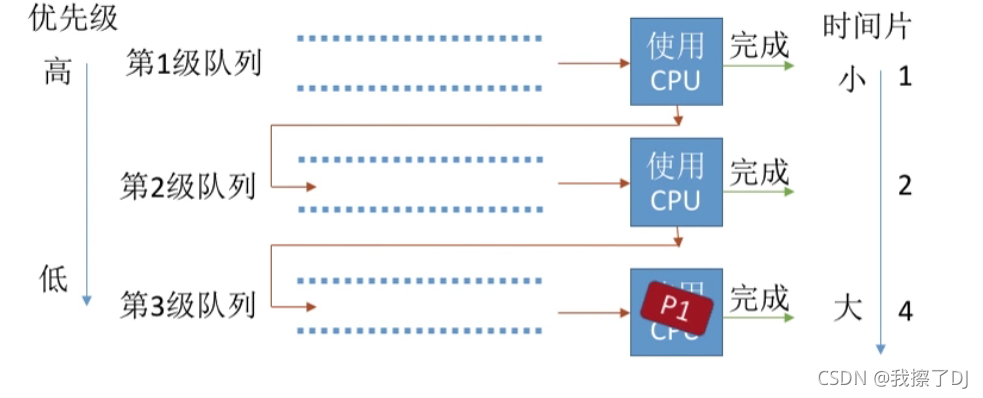 优先级
时间片
高
第1级队列
使用
CPU
完成
小
1
第2级队列
使用
CPU
完成
2
低
第3级队列
P1
CPU
完成
大
4
CSDN @我擦了DJ